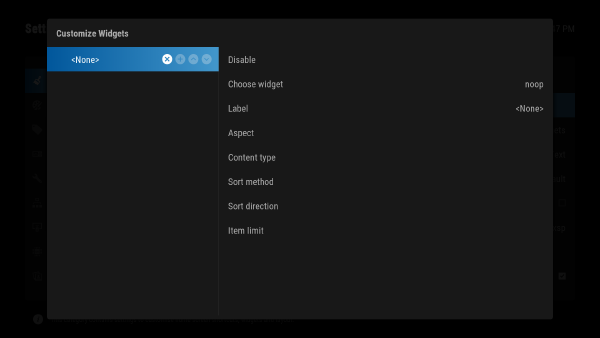 Customize Widgets
<None>
Disable
Choose widget noop
Label <None>
Aspect
Content type
Sort method
Sort direction
Item limit